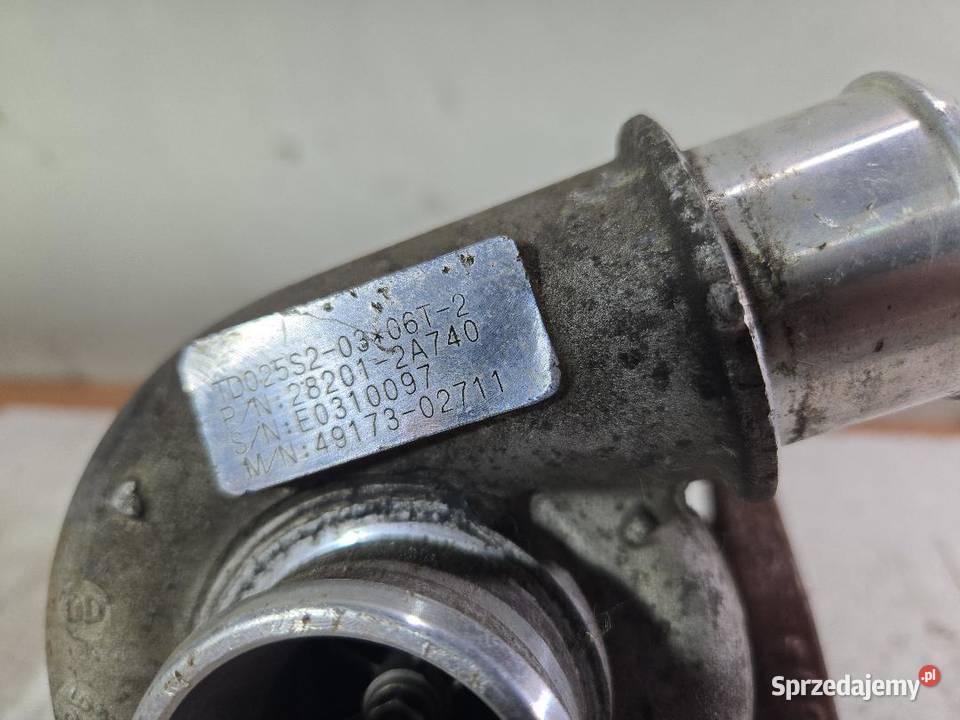 TD025S2-03*06T-2
P/N:28201-2A740
S/N:E0310097
M/N:49173-02711
Sprzedajemy.pl